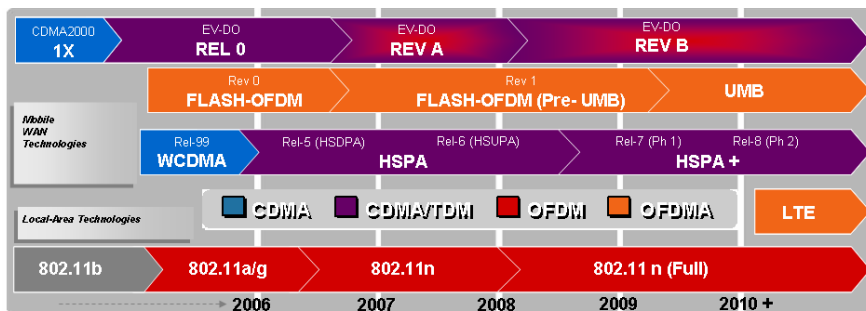 CDMA2000
1X
EV-DO
REL 0
EV-DO
REV A
EV-DO
REV B
Rev 0
FLASH-OFDM
Rev 1
FLASH-OFDM (Pre- UMB)
UMB
Mobile
WAN
Technologies
Rel-99
WCDMA
Rel-5 (HSDPA)
Rel-6 (HSUPA)
HSPA
Rel-7 (Ph 1)
Rel-8 (Ph 2)
HSPA +
CDMA
CDMA/TDM
OFDM
OFDMA
LTE
Local-Area Technologies
802.11b
802.11a/g
802.11n
802.11 n (Full)
2006
2007
2008
2009
2010 +